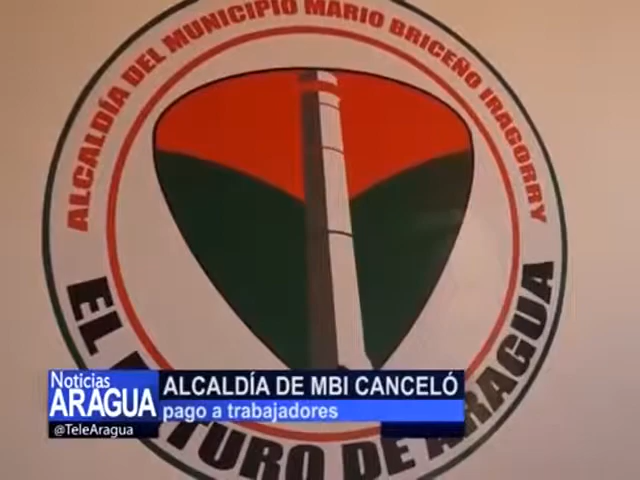 ALCALDÍA DEL MUNICIPIO MARIO BRICEÑO IRAGORRY
EL
TURO DE ARAGUA
Noticias
ARAGUA
@TeleAragua
ALCALDÍA DE MBI CANCELÓ
pago a trabajadores